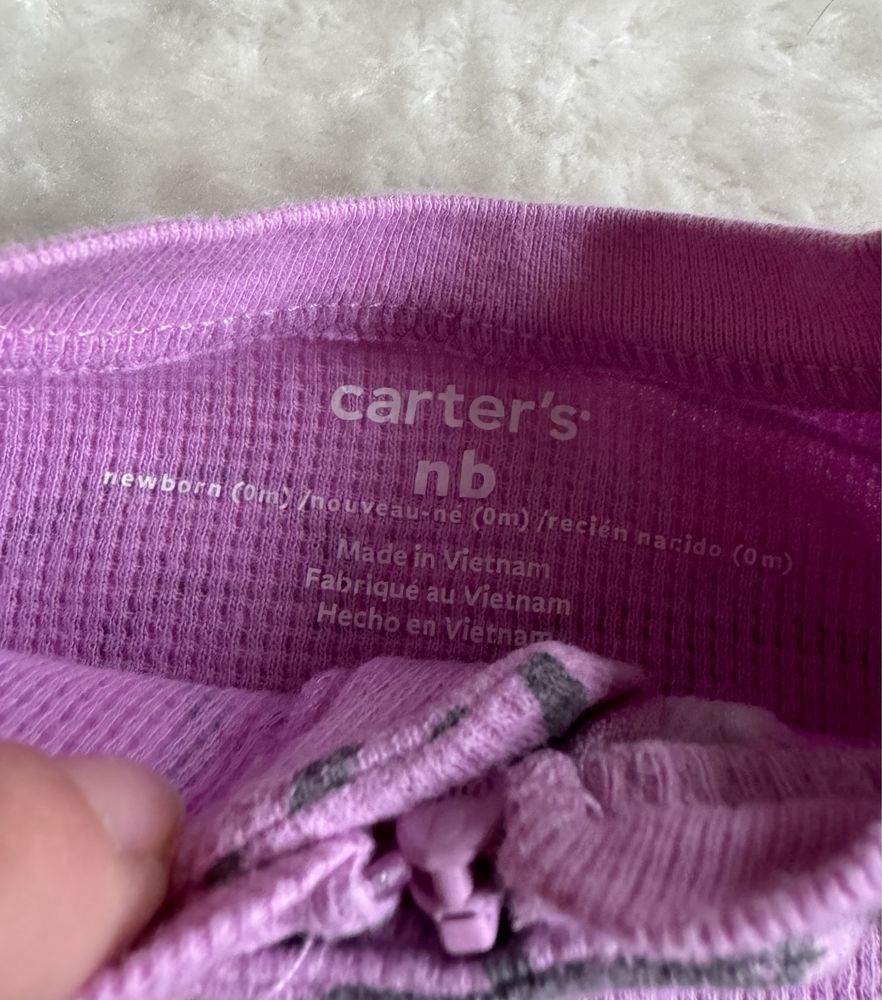 carter's
nb
newborn (0m) /nouveau-né (0m) /recién nacido (0m)
Made in Vietnam
Fabriqué au Vietnam
Hecho en Vietnam